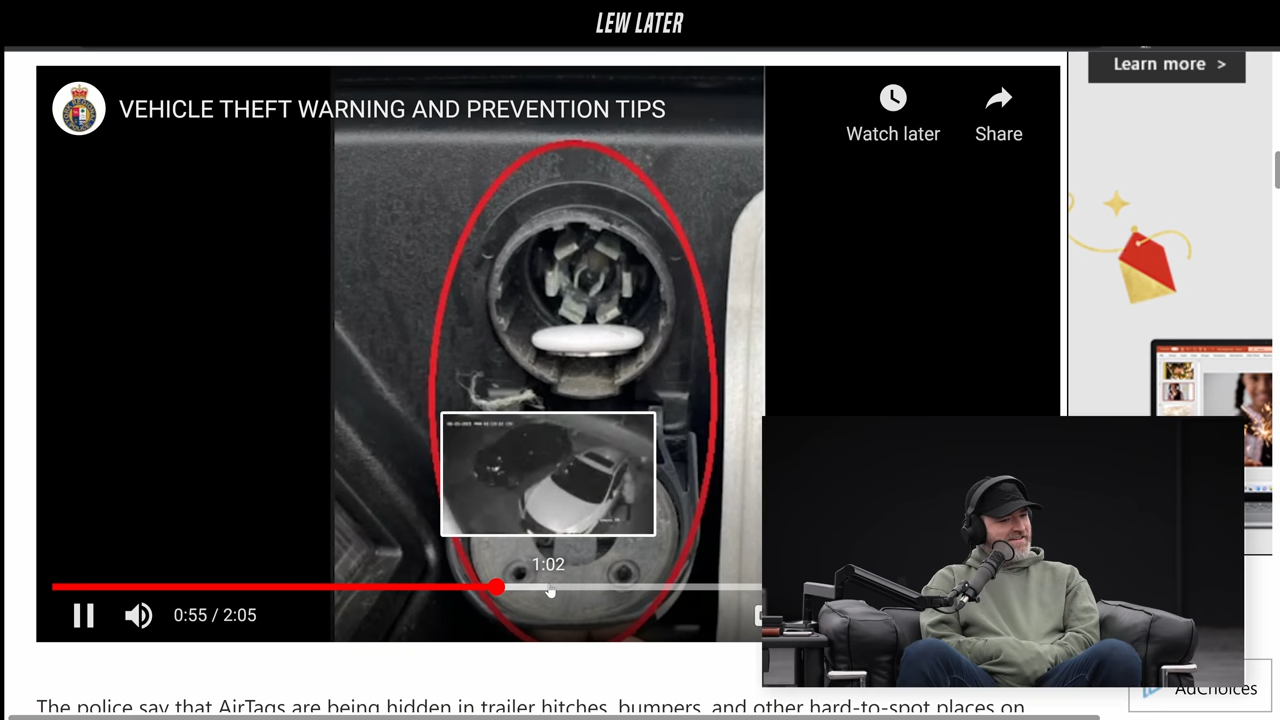 LEW LATER
Learn more >
VEHICLE THEFT WARNING AND PREVENTION TIPS
Watch later
Share
1:02
0:55 / 2:05
AdChoices
The police say that AirTags are being hidden in trailer hitches, bumpers, and other hard-to-spot places on